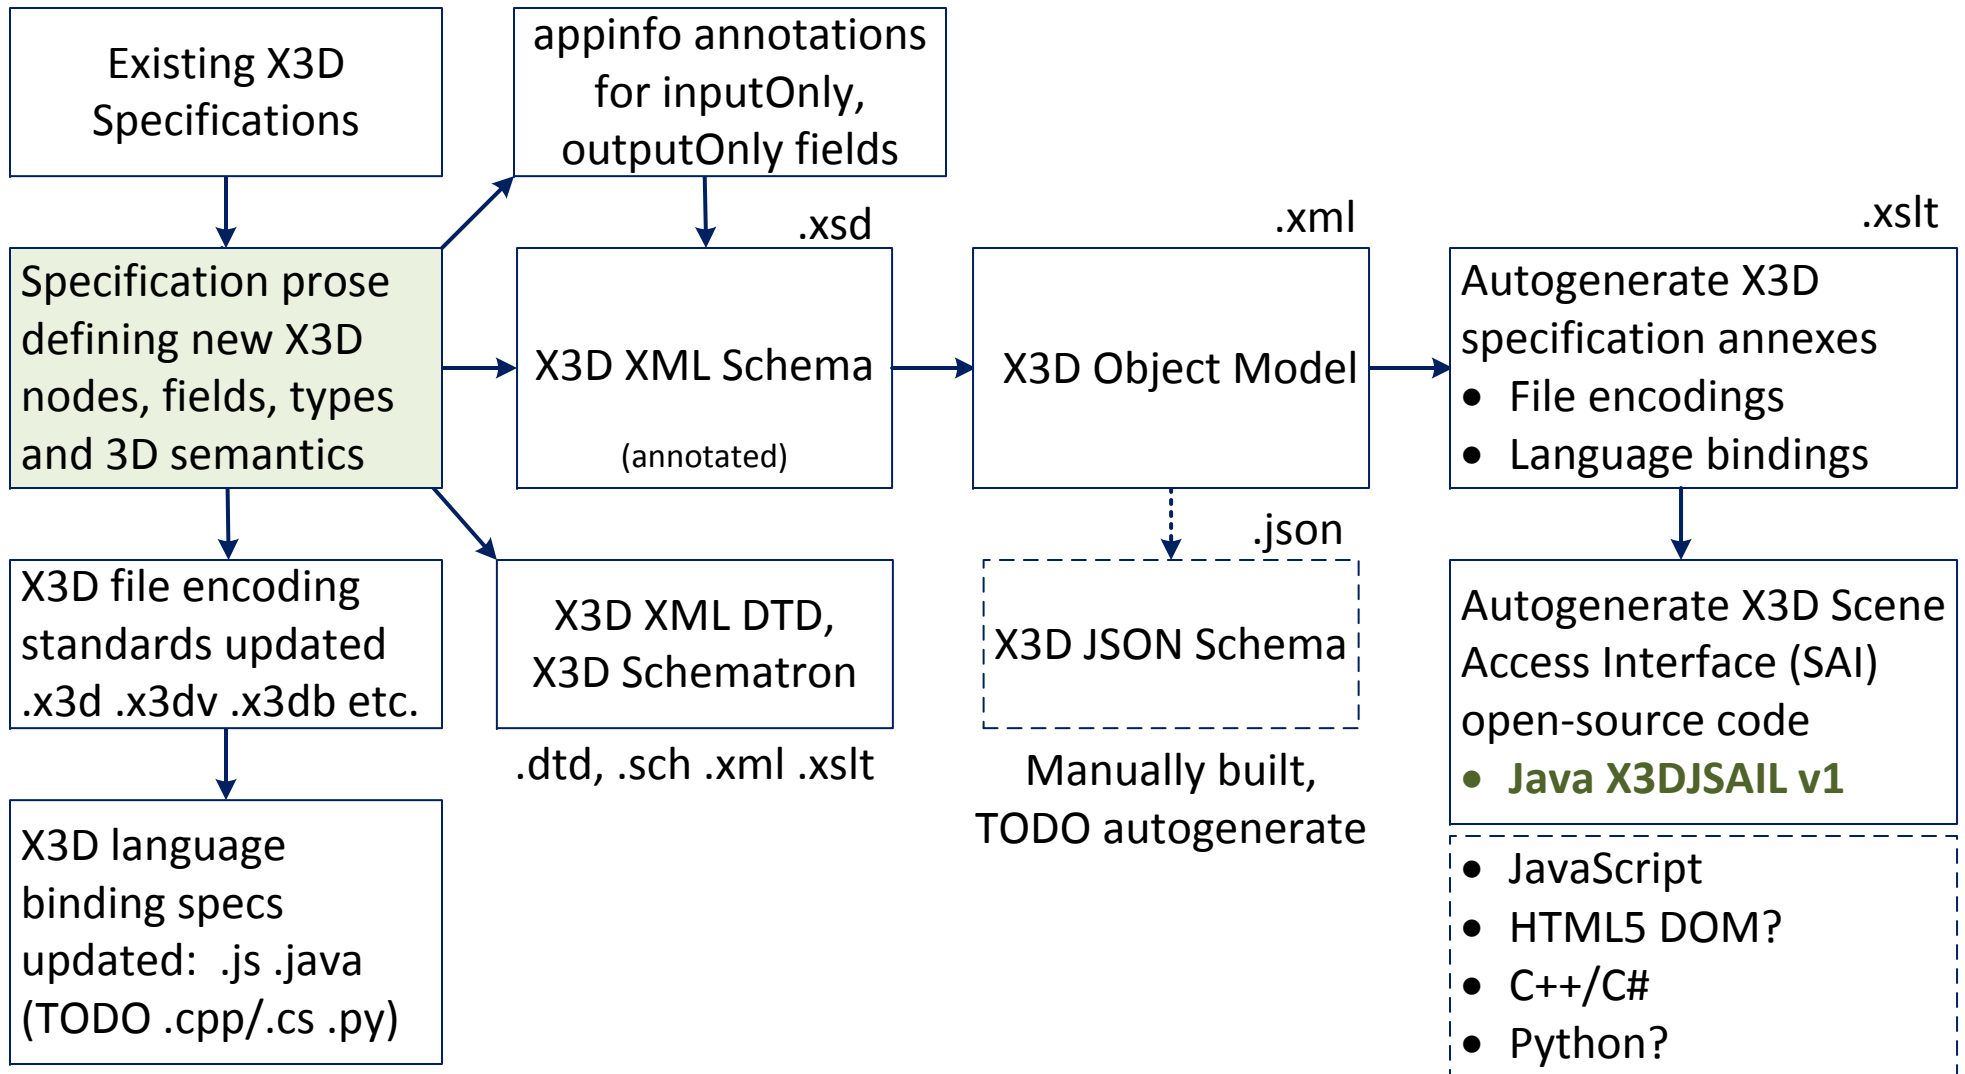 Existing X3D
Specifications
appinfo annotations
for inputOnly,
outputOnly fields
.xsd
.xml
.xslt
Specification prose
defining new X3D
nodes, fields, types
and 3D semantics
X3D XML Schema
(annotated)
X3D Object Model
Autogenerate X3D
specification annexes
• File encodings
• Language bindings
X3D file encoding
standards updated
.x3d .x3dv .x3db etc.
X3D XML DTD,
X3D Schematron
.dtd, .sch .xml .xslt
.json
X3D JSON Schema
Manually built,
TODO autogenerate
Autogenerate X3D Scene
Access Interface (SAI)
open-source code
• Java X3DJSAIL v1
X3D language
binding specs
updated: .js .java
(TODO .cpp/.cs .py)
• JavaScript
• HTML5 DOM?
• C++/C#
• Python?